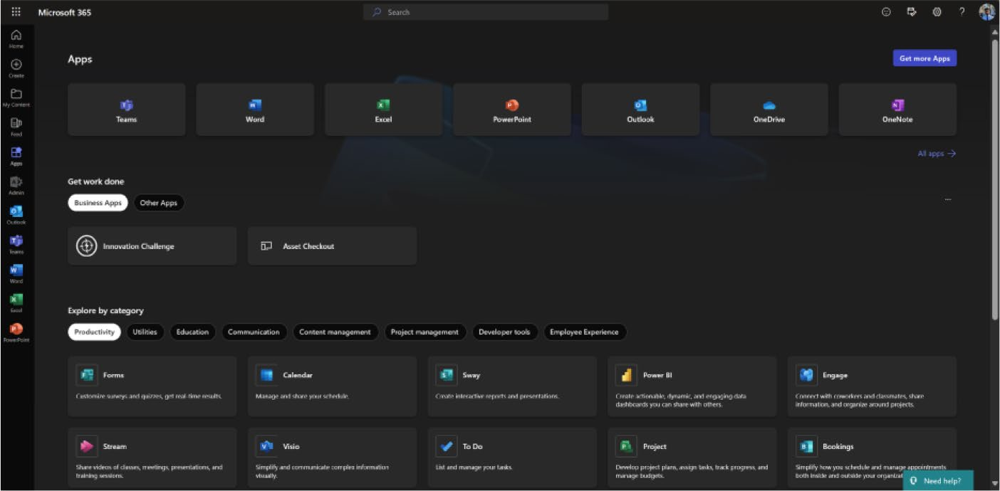 Microsoft 365
Search
?
Home
Create
My Content
Feed
Apps
Admin
Outlook
Teams
Word
Excel
PowerPoint
Apps
Get more Apps
Teams
Word
Excel
PowerPoint
Outlook
OneDrive
OneNote
All apps →
Get work done
Business Apps
Other Apps
...
Innovation Challenge
Asset Checkout
Explore by category
Productivity
Utilities
Education
Communication
Content management
Project management
Developer tools
Employee Experience
Forms
Customize surveys and quizzes, get real-time results.
Calendar
Manage and share your schedule.
Sway
Create interactive reports and presentations.
Power BI
Create actionable, dynamic, and engaging data
dashboards you can share with others.
Engage
Connect with coworkers and classmates, share
information, and organize around projects.
Stream
Share videos of classes, meetings, presentations, and
training sessions.
Visio
Simplify and communicate complex information
visually.
To Do
List and manage your tasks.
Project
Develop project plans, assign tasks, track progress, and
manage budgets.
Bookings
Simplify how you schedule and manage appointments
both inside and outside your organizat
Need help?